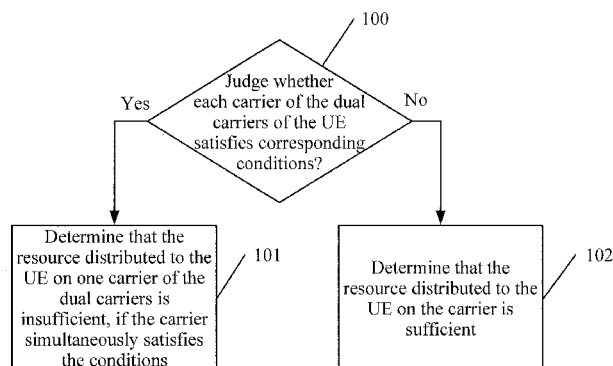 100
Judge whether
each carrier of the dual
carriers of the UE
satisfies corresponding
conditions?
Yes
No
Determine that the
resource distributed to the
UE on one carrier of the
dual carriers is
insufficient, if the carrier
simultaneously satisfies
the conditions
101
Determine that the
resource distributed to the
UE on the carrier is
sufficient
102